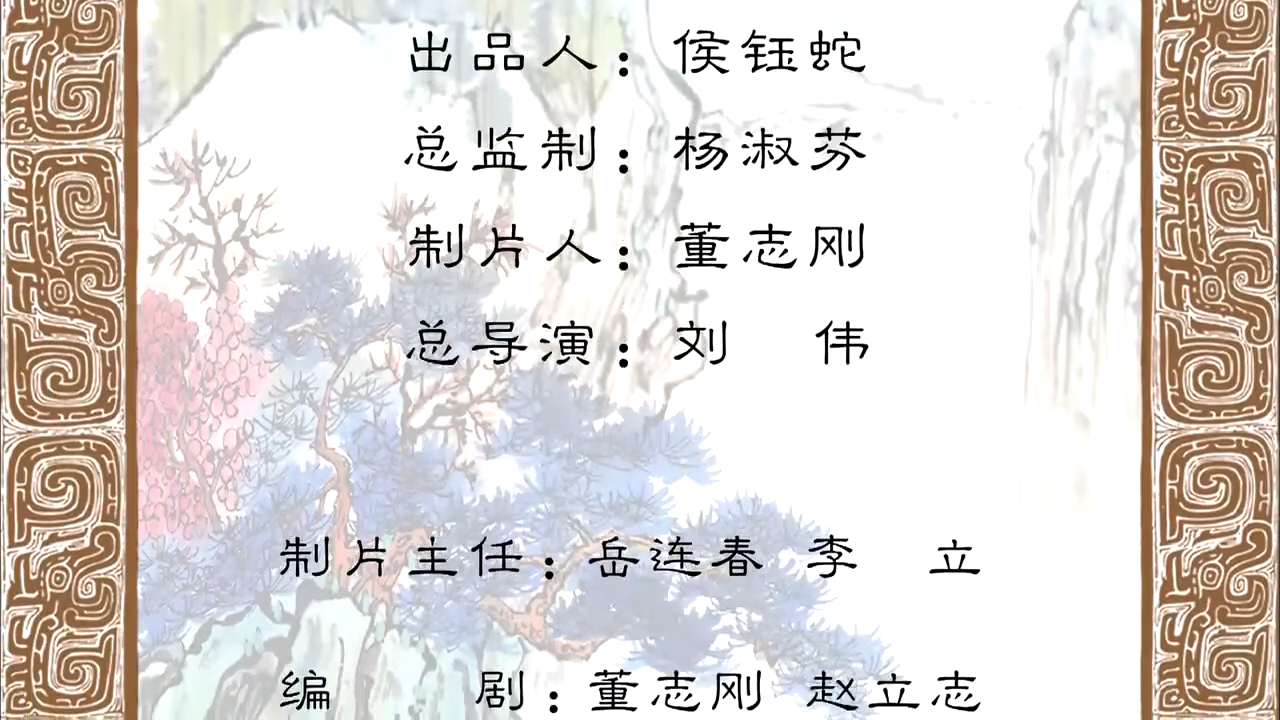 出品人：侯钰蛇
总监制：杨淑芬
制片人：董志刚
总导演：刘 伟
制片主任：岳连春 李 立
编 剧：董志刚 赵立志